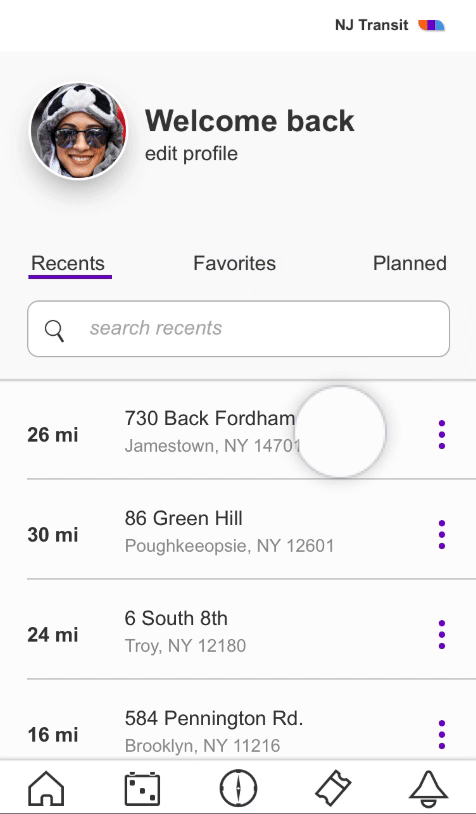 NJ Transit
Welcome back
edit profile
Recents Favorites Planned
search recents
730 Back Fordham
26 mi
Jamestown, NY 14701
86 Green Hill
30 mi
Poughkeeopsie, NY 12601
6 South 8th
24 mi
Troy, NY 12180
584 Pennington Rd.
16 mi
Brooklyn, NY 11216